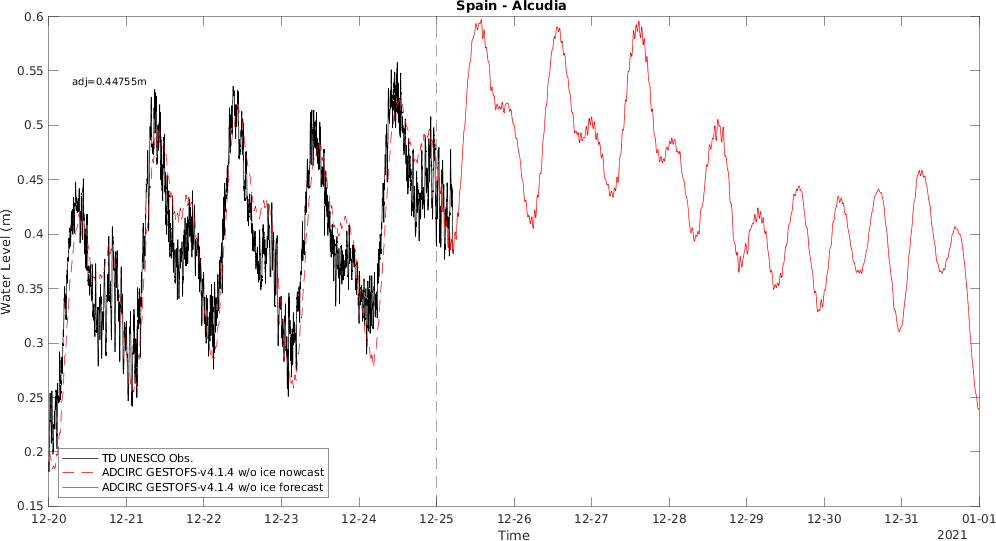 Spain - Alcudia
adj=0.44755m
Water Level (m)
0.6
0.55
0.5
0.45
0.4
0.35
0.3
0.25
0.2
0.15
TD UNESCO Obs.
ADCIRC GESTOFS-v4.1.4 w/o ice nowcast
ADCIRC GESTOFS-v4.1.4 w/o ice forecast
12-20 12-21 12-22 12-23 12-24 12-25 12-26 12-27 12-28 12-29 12-30 12-31 01-01
Time
2021